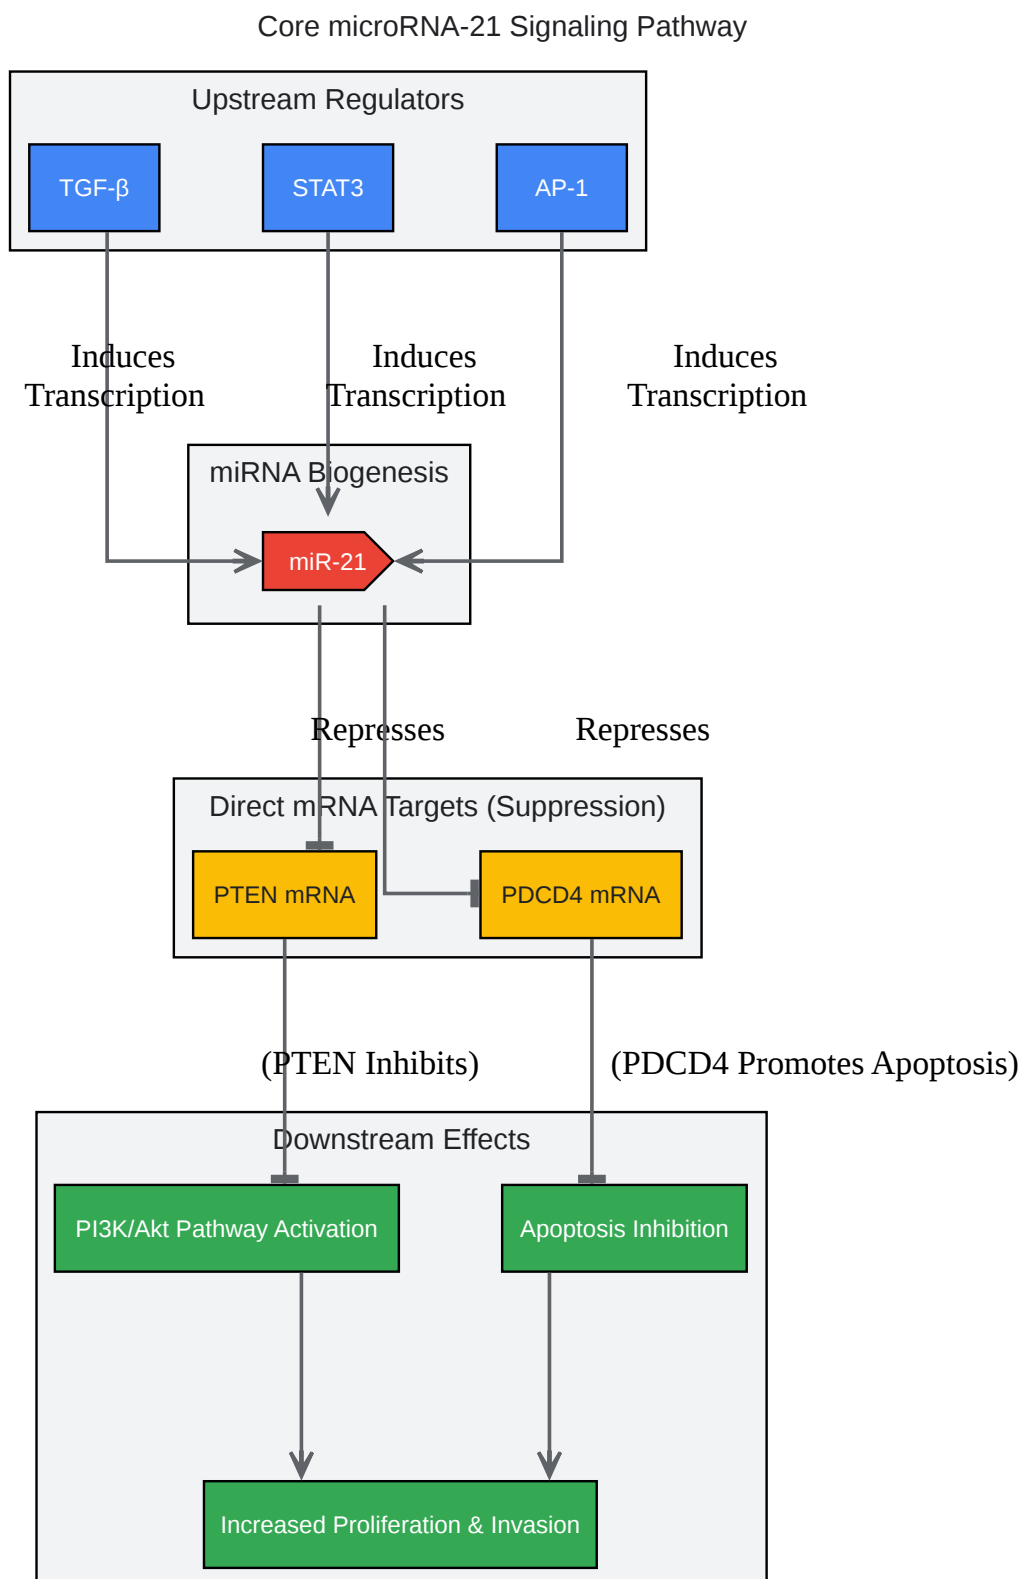 Core microRNA-21 Signaling Pathway
Upstream Regulators
TGF-β
STAT3
AP-1
Induces
Transcription
Induces
Transcription
Induces
Transcription
miRNA Biogenesis
miR-21
Represses
Represses
Direct mRNA Targets (Suppression)
PTEN mRNA
PDCD4 mRNA
(PTEN Inhibits)
(PDCD4 Promotes Apoptosis)
Downstream Effects
PI3K/Akt Pathway Activation
Apoptosis Inhibition
Increased Proliferation & Invasion